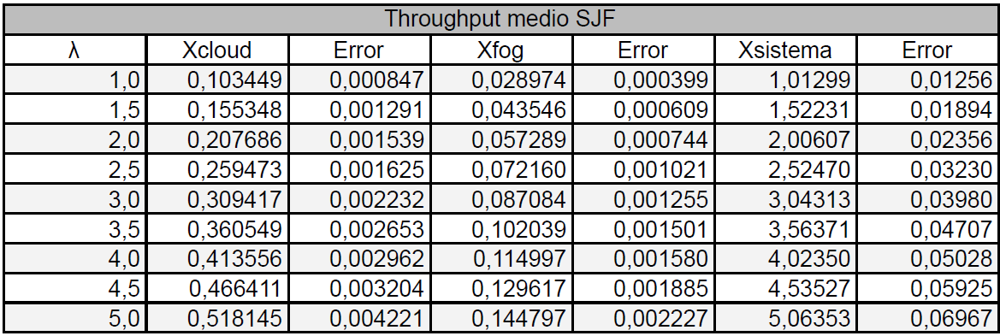 Throughput medio SJF
λ Xcloud Error Xfog Error Xsistema Error
1,0 0,103449 0,000847 0,028974 0,000399 1,01299 0,01256
1,5 0,155348 0,001291 0,043546 0,000609 1,52231 0,01894
2,0 0,207686 0,001539 0,057289 0,000744 2,00607 0,02356
2,5 0,259473 0,001625 0,072160 0,001021 2,52470 0,03230
3,0 0,309417 0,002232 0,087084 0,001255 3,04313 0,03980
3,5 0,360549 0,002653 0,102039 0,001501 3,56371 0,04707
4,0 0,413556 0,002962 0,114997 0,001580 4,02350 0,05028
4,5 0,466411 0,003204 0,129617 0,001885 4,53527 0,05925
5,0 0,518145 0,004221 0,144797 0,002227 5,06353 0,06967